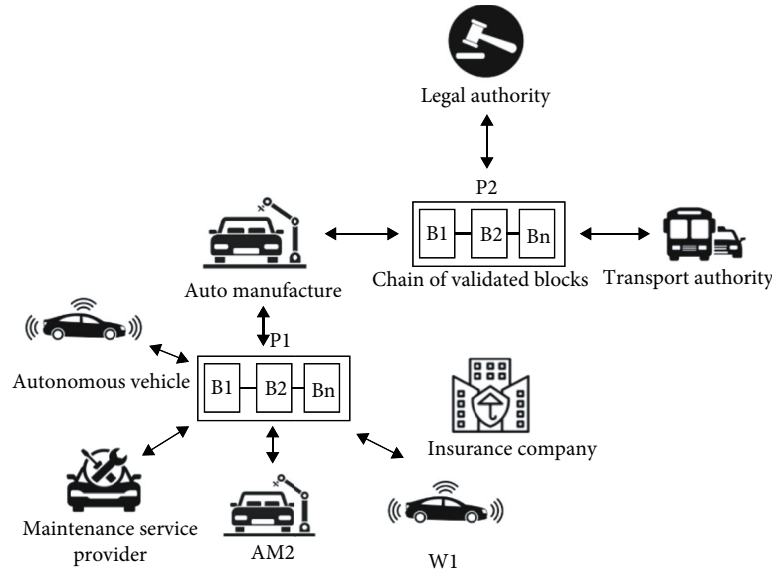 Legal authority
P2
B1
B2
Bn
Chain of validated blocks
Transport authority
Auto manufacture
P1
B1
B2
Bn
Autonomous vehicle
Insurance company
Maintenance service
provider
AM2
W1